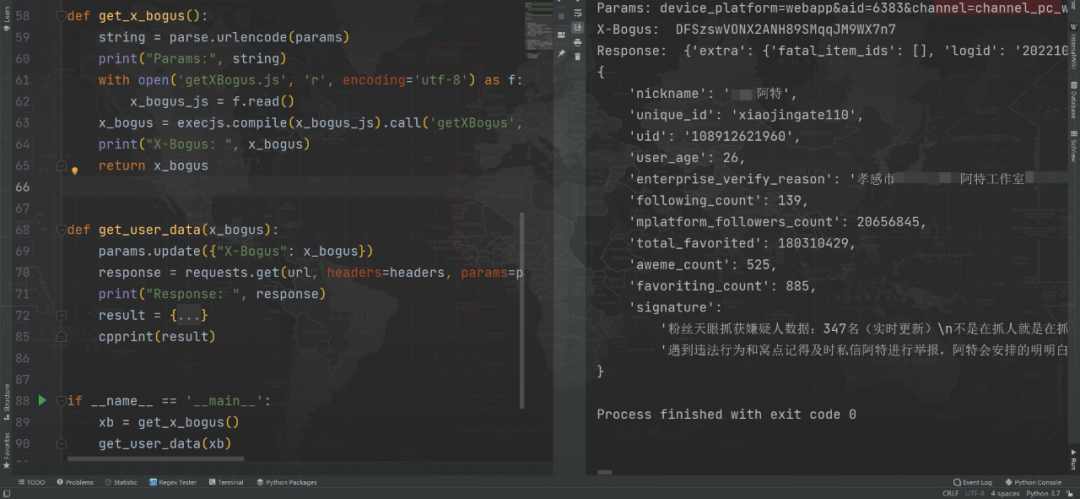 58 def get_x_bogus():
59 string = parse.urlencode(params)
60 print("Params:", string)
61 with open('getXBogus.js', 'r', encoding='utf-8') as f:
62 x_bogus_js = f.read()
63 x_bogus = execjs.compile(x_bogus_js).call('getXBogus',
64 print("X-Bogus: ", x_bogus)
65 return x_bogus
66
68 def get_user_data(x_bogus):
69 params.update({"X-Bogus": x_bogus})
70 response = requests.get(url, headers=headers, params=p
71 print("Response: ", response)
72 result = {...}
85 cpprint(result)
87
88 if __name__ == '__main__':
89 xb = get_x_bogus()
90 get_user_data(xb)
Params: device_platform=webapp&aid=6383&channel=channel_pc_w
X-Bogus: DFSzswVONX2ANH89SMqqJM9WX7n7
Response: {'extra': {'fatal_item_ids': [], 'logid': '202210
{
'nickname': '阿特',
'unique_id': 'xiaojingate110',
'uid': '108912621960',
'user_age': 26,
'enterprise_verify_reason': '孝感市 阿特工作室
'following_count': 139,
'mplatform_followers_count': 20656845,
'total_favorited': 180310429,
'aweme_count': 525,
'favoriting_count': 885,
'signature':
'粉丝天眼抓获嫌疑人数据：347名（实时更新）\n不是在抓人就是在抓
'遇到违法行为和窝点记得及时私信阿特进行举报，阿特会安排的明明白
}
Process finished with exit code 0
Learn
Structure
Favorites
Database
SciView
Run
TODO Problems Statistic Regex Tester Terminal Python Packages Event Log Python Console
CRLF UTF-8 4 spaces Python 3.7